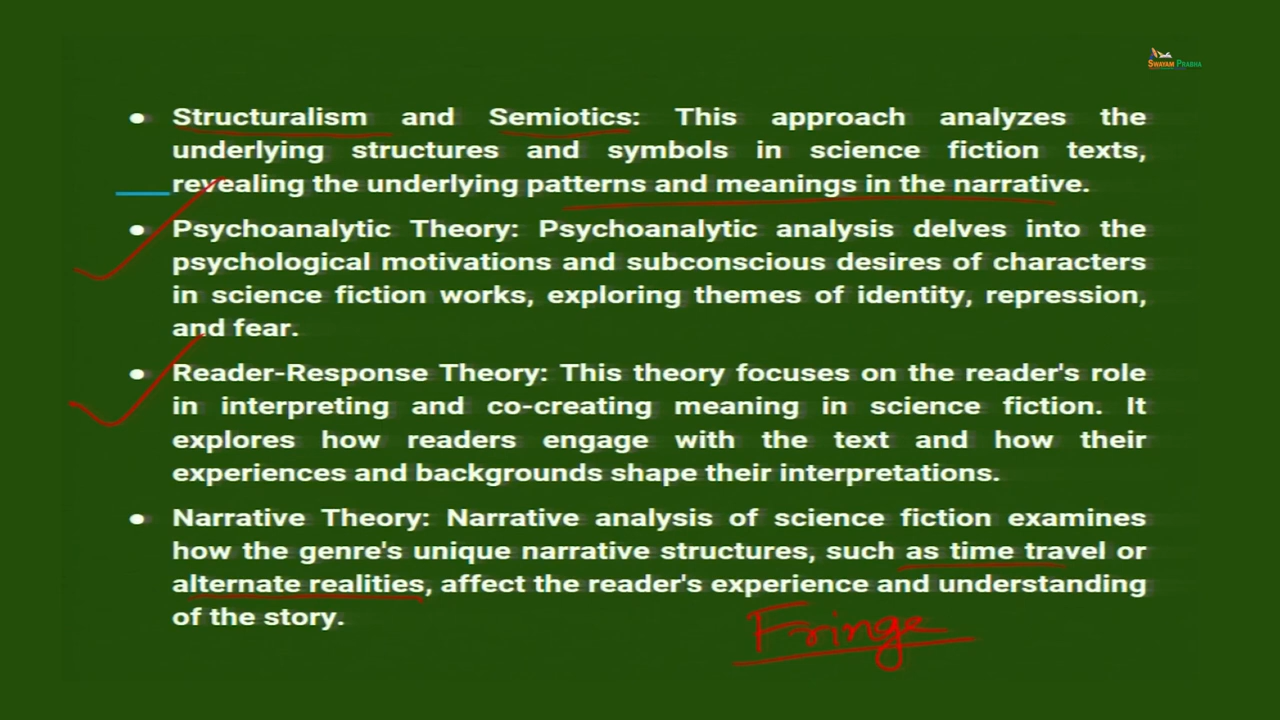 SWAYAM PRABHA
● Structuralism and Semiotics: This approach analyzes the
underlying structures and symbols in science fiction texts,
revealing the underlying patterns and meanings in the narrative.
● Psychoanalytic Theory: Psychoanalytic analysis delves into the
psychological motivations and subconscious desires of characters
in science fiction works, exploring themes of identity, repression,
and fear.
● Reader-Response Theory: This theory focuses on the reader's role
in interpreting and co-creating meaning in science fiction. It
explores how readers engage with the text and how their
experiences and backgrounds shape their interpretations.
● Narrative Theory: Narrative analysis of science fiction examines
how the genre's unique narrative structures, such as time travel or
alternate realities, affect the reader's experience and understanding
of the story.
Fringe